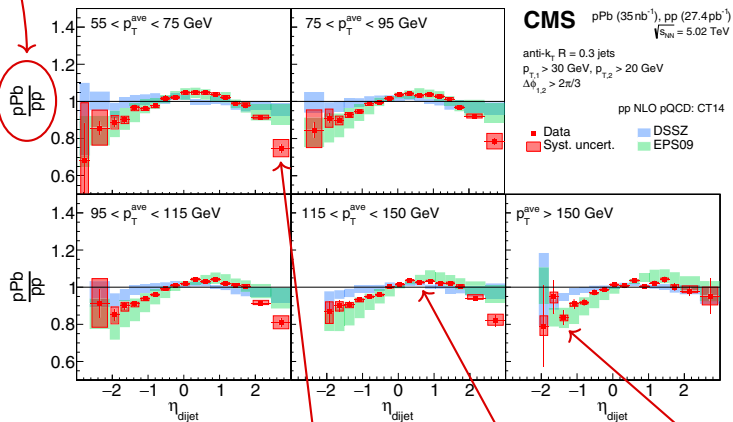 55 < p_T^ave < 75 GeV
75 < p_T^ave < 95 GeV
CMS pPb (35 nb⁻¹), pp (27.4 pb⁻¹)
√s_NN = 5.02 TeV
anti-k_T R = 0.3 jets
p_T,1 > 30 GeV, p_T,2 > 20 GeV
Δϕ_1,2 > 2π/3
pp NLO pQCD: CT14
Data
Syst. uncert.
DSSZ
EPS09
pPb
pp
1.4
1.2
1
0.8
0.6
95 < p_T^ave < 115 GeV
115 < p_T^ave < 150 GeV
p_T^ave > 150 GeV
pPb
pp
1.4
1.2
1
0.8
0.6
−2 −1 0 1 2
−2 −1 0 1 2
−2 −1 0 1 2
η_dijet
η_dijet
η_dijet